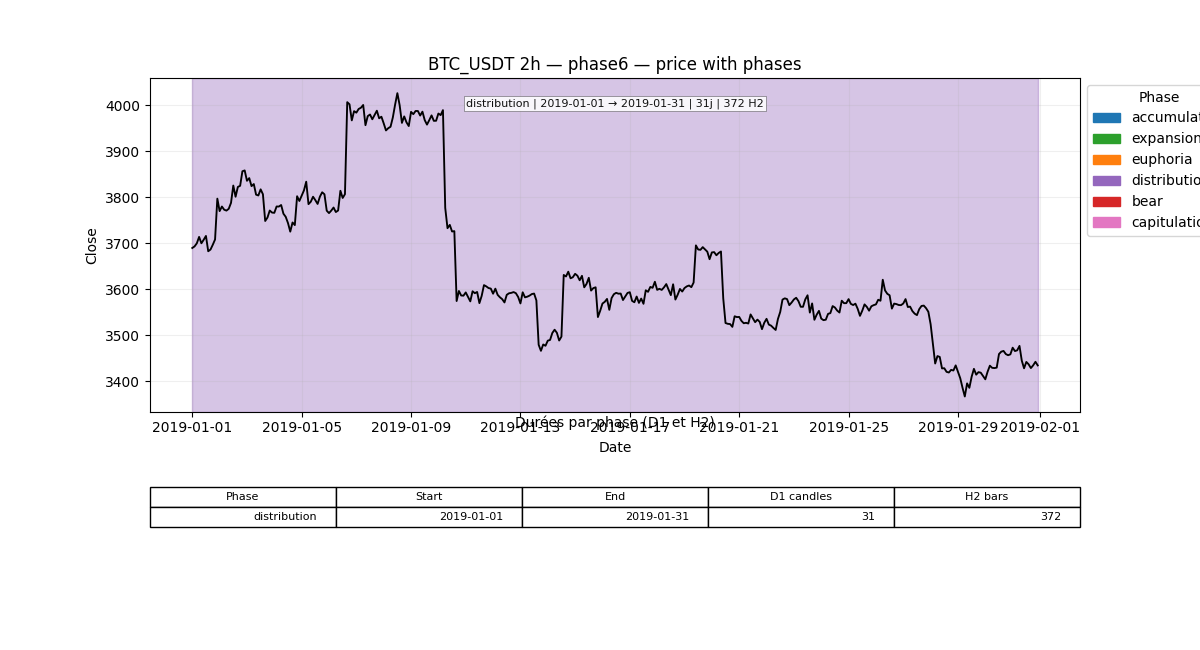 BTC_USDT 2h — phase6 — price with phases
distribution | 2019-01-01 → 2019-01-31 | 31j | 372 H2
Close
4000
3900
3800
3700
3600
3500
3400
2019-01-01 2019-01-05 2019-01-09 2019-01-13 2019-01-17 2019-01-21 2019-01-25 2019-01-29 2019-02-01
Durées par phase (D1 et H2)
Date
Phase
accumulat
expansion
euphoria
distributio
bear
capitulatic
Phase Start End D1 candles H2 bars
distribution 2019-01-01 2019-01-31 31 372